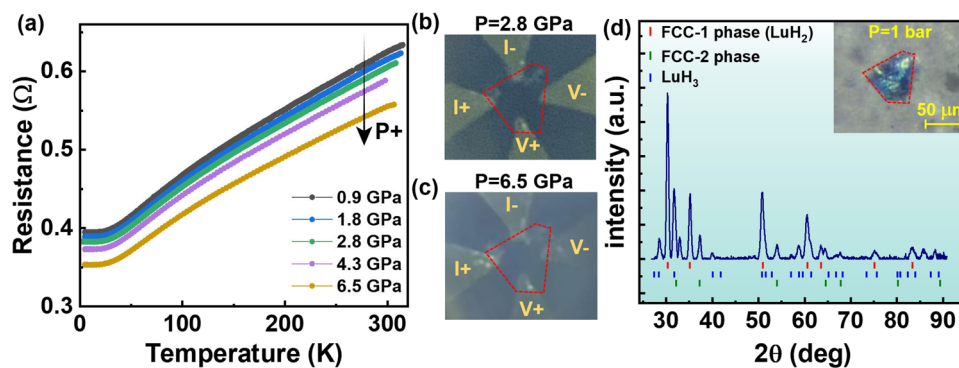 (a)
Resistance (Ω)
0.6
0.5
0.4
0.3
P+
0.9 GPa
1.8 GPa
2.8 GPa
4.3 GPa
6.5 GPa
0
100
200
300
Temperature (K)
(b)
P=2.8 GPa
I-
I+
V-
V+
(c)
P=6.5 GPa
I-
I+
V-
V+
(d)
intensity (a.u.)
FCC-1 phase (LuH₂)
FCC-2 phase
LuH₃
P=1 bar
50 μm
30
40
50
60
70
80
90
2θ (deg)